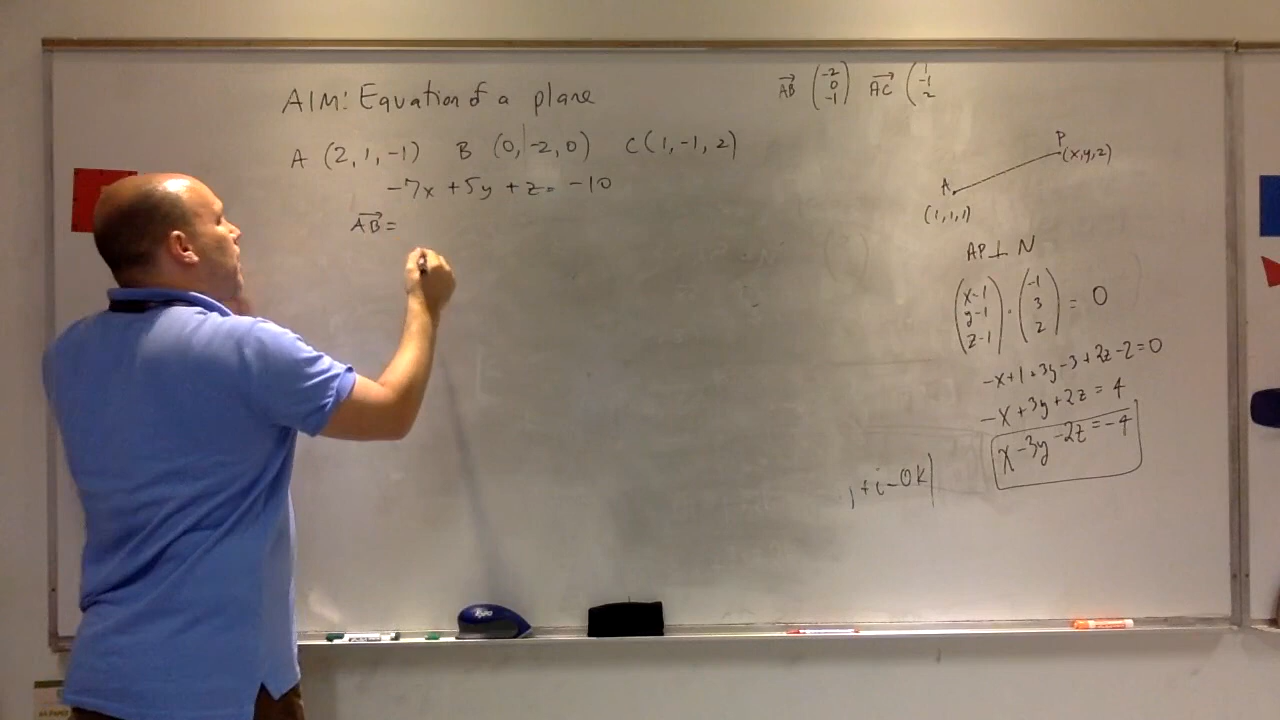 AIM: Equation of a plane
A (2, 1, -1) B (0, -2, 0) C (1, -1, 2)
-7x + 5y + z = -10
AB =
AB (-2 0 -1) AC (1 -1 2
P
(x, y, z)
A
(1, 1, 1)
AP ⊥ N
(x-1 y-1 z-1) · (-1 3 2) = 0
-x+1+3y-3+2z-2=0
-x+3y+2z=4
x-3y-2z=-4
+i-0k|
Expo